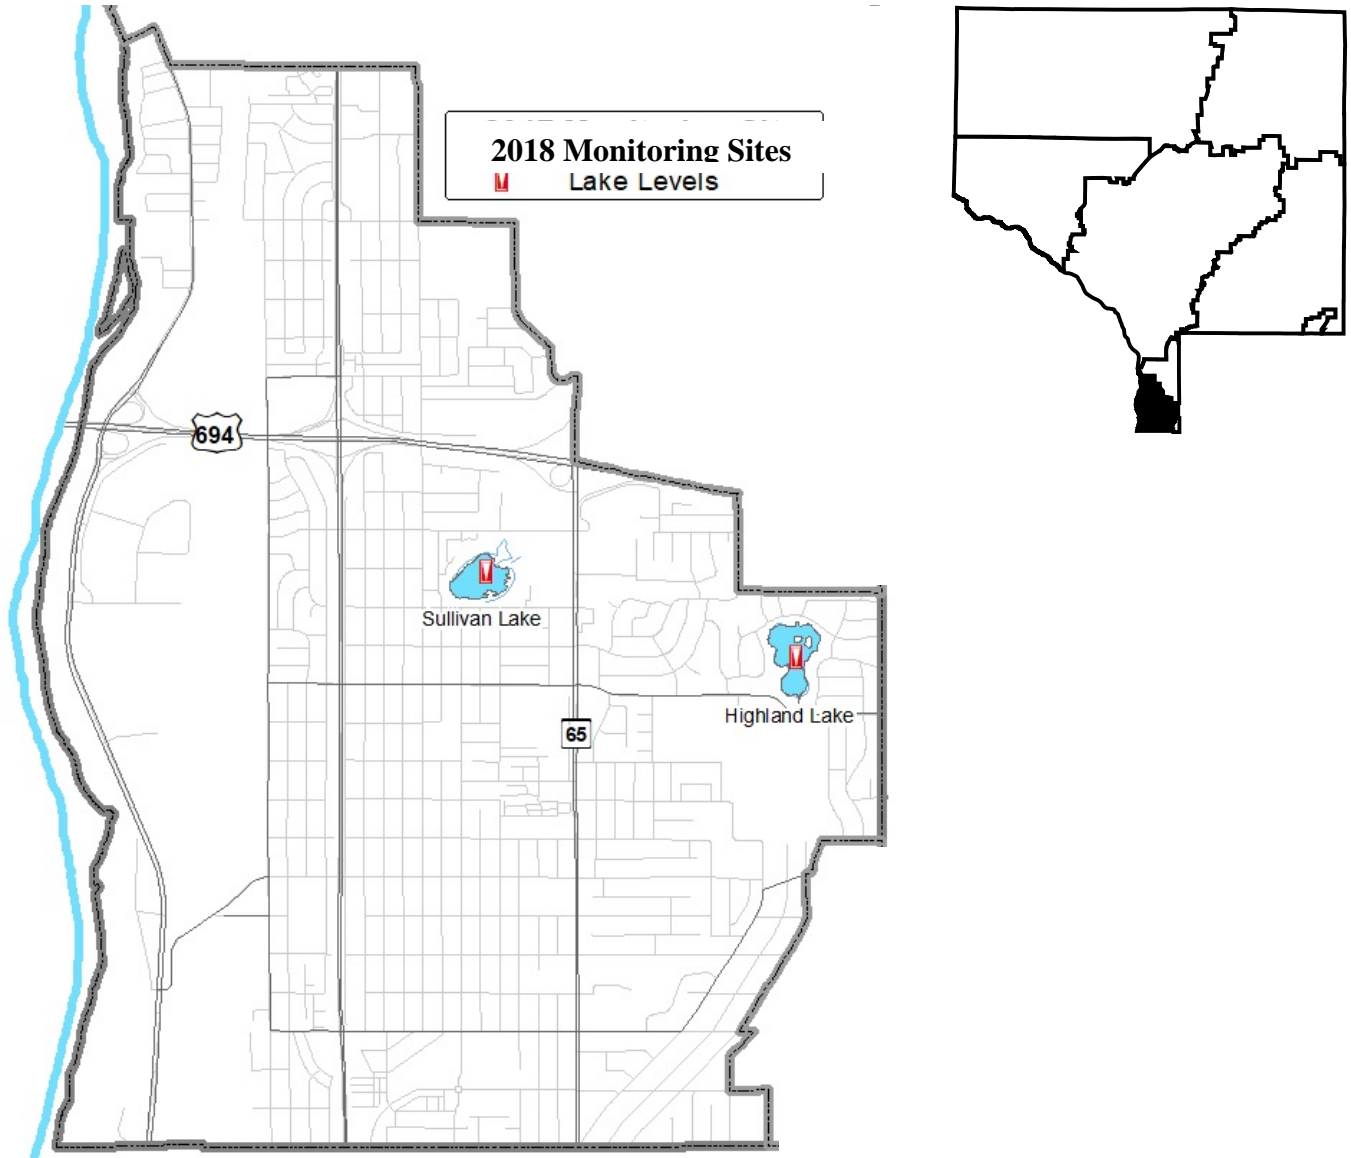 2018 Monitoring Sites
Lake Levels
694
Sullivan Lake
Highland Lake
65